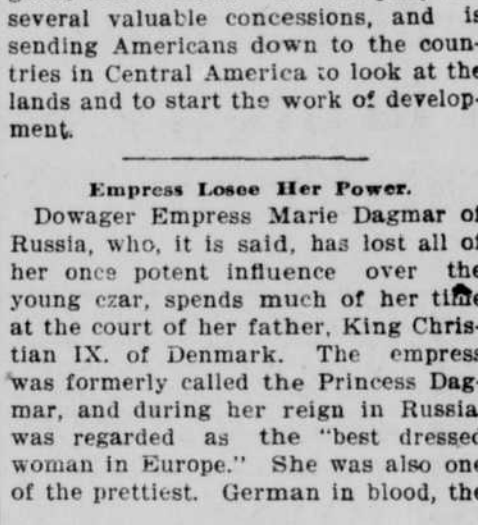 several valuable concessions, and is
sending Americans down to the coun-
tries in Central America to look at the
lands and to start the work of develop-
ment.
Empress Losee Her Power.
Dowager Empress Marie Dagmar of
Russia, who, it is said, has lost all of
her once potent influence over the
young czar, spends much of her time
at the court of her father, King Chris-
tian IX. of Denmark. The empress
was formerly called the Princess Dag-
mar, and during her reign in Russia
was regarded as the "best dressed
woman in Europe." She was also one
of the prettiest. German in blood, the